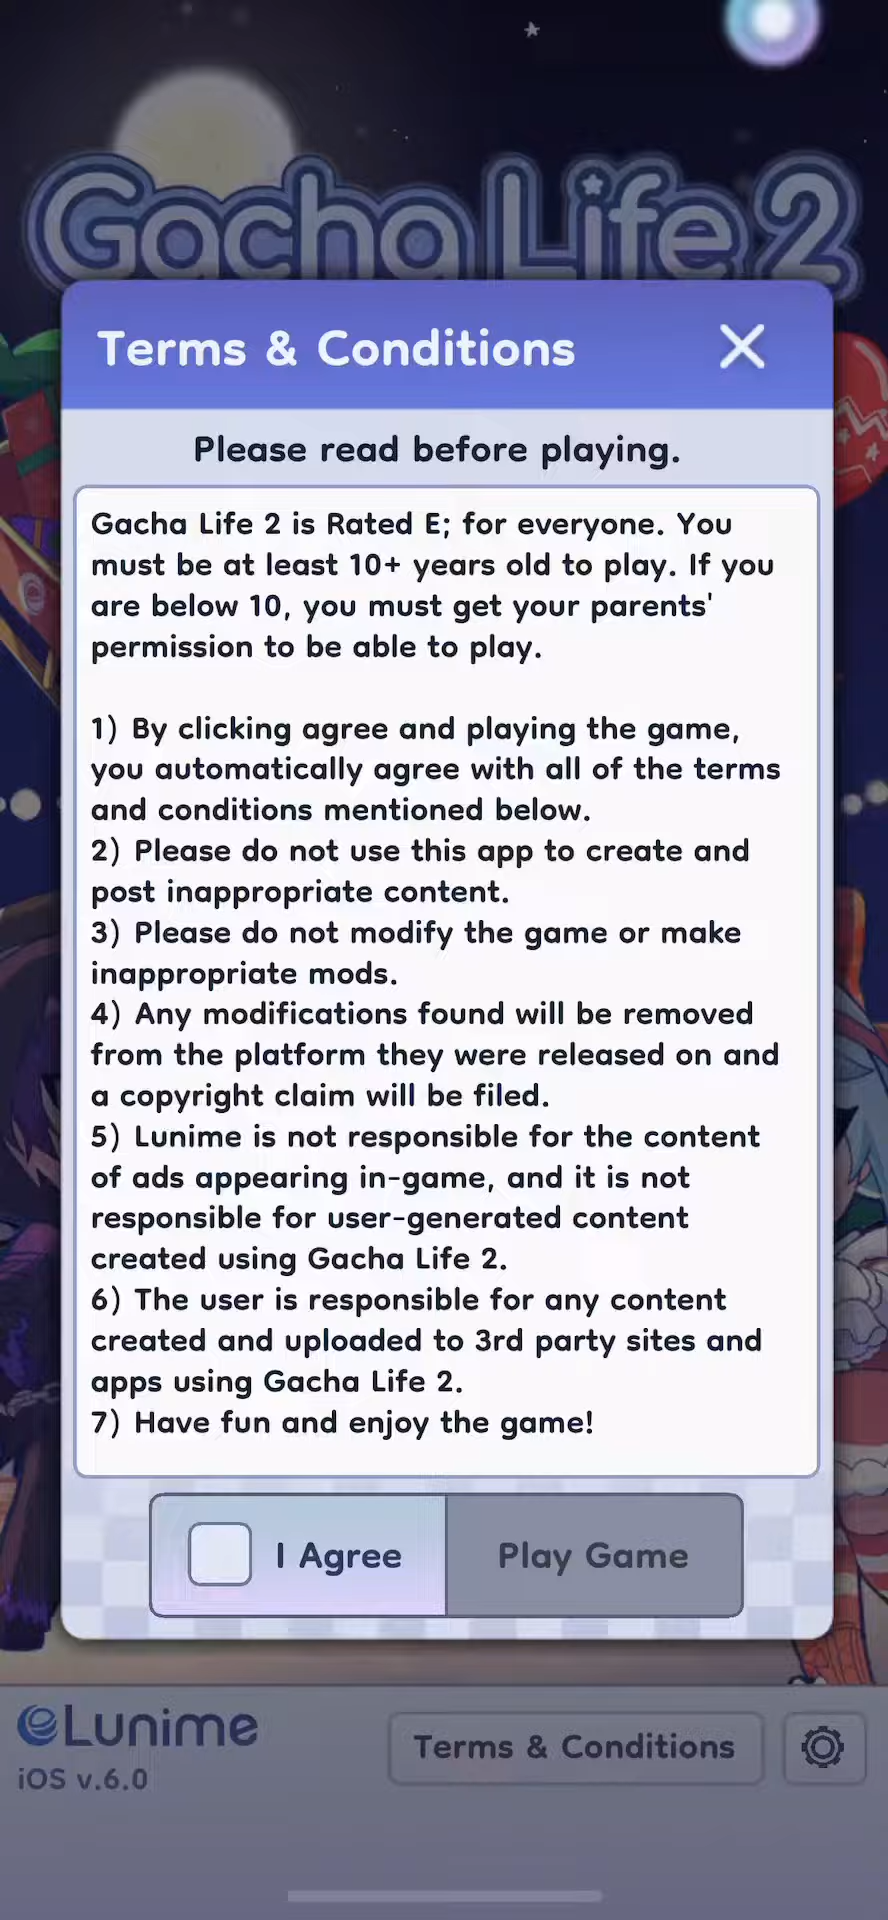 Gacha Life 2
Terms & Conditions
Please read before playing.
Gacha Life 2 is Rated E; for everyone. You
must be at least 10+ years old to play. If you
are below 10, you must get your parents'
permission to be able to play.
1) By clicking agree and playing the game,
you automatically agree with all of the terms
and conditions mentioned below.
2) Please do not use this app to create and
post inappropriate content.
3) Please do not modify the game or make
inappropriate mods.
4) Any modifications found will be removed
from the platform they were released on and
a copyright claim will be filed.
5) Lunime is not responsible for the content
of ads appearing in-game, and it is not
responsible for user-generated content
created using Gacha Life 2.
6) The user is responsible for any content
created and uploaded to 3rd party sites and
apps using Gacha Life 2.
7) Have fun and enjoy the game!
I Agree
Play Game
Lunime
Terms & Conditions
iOS v.6.0